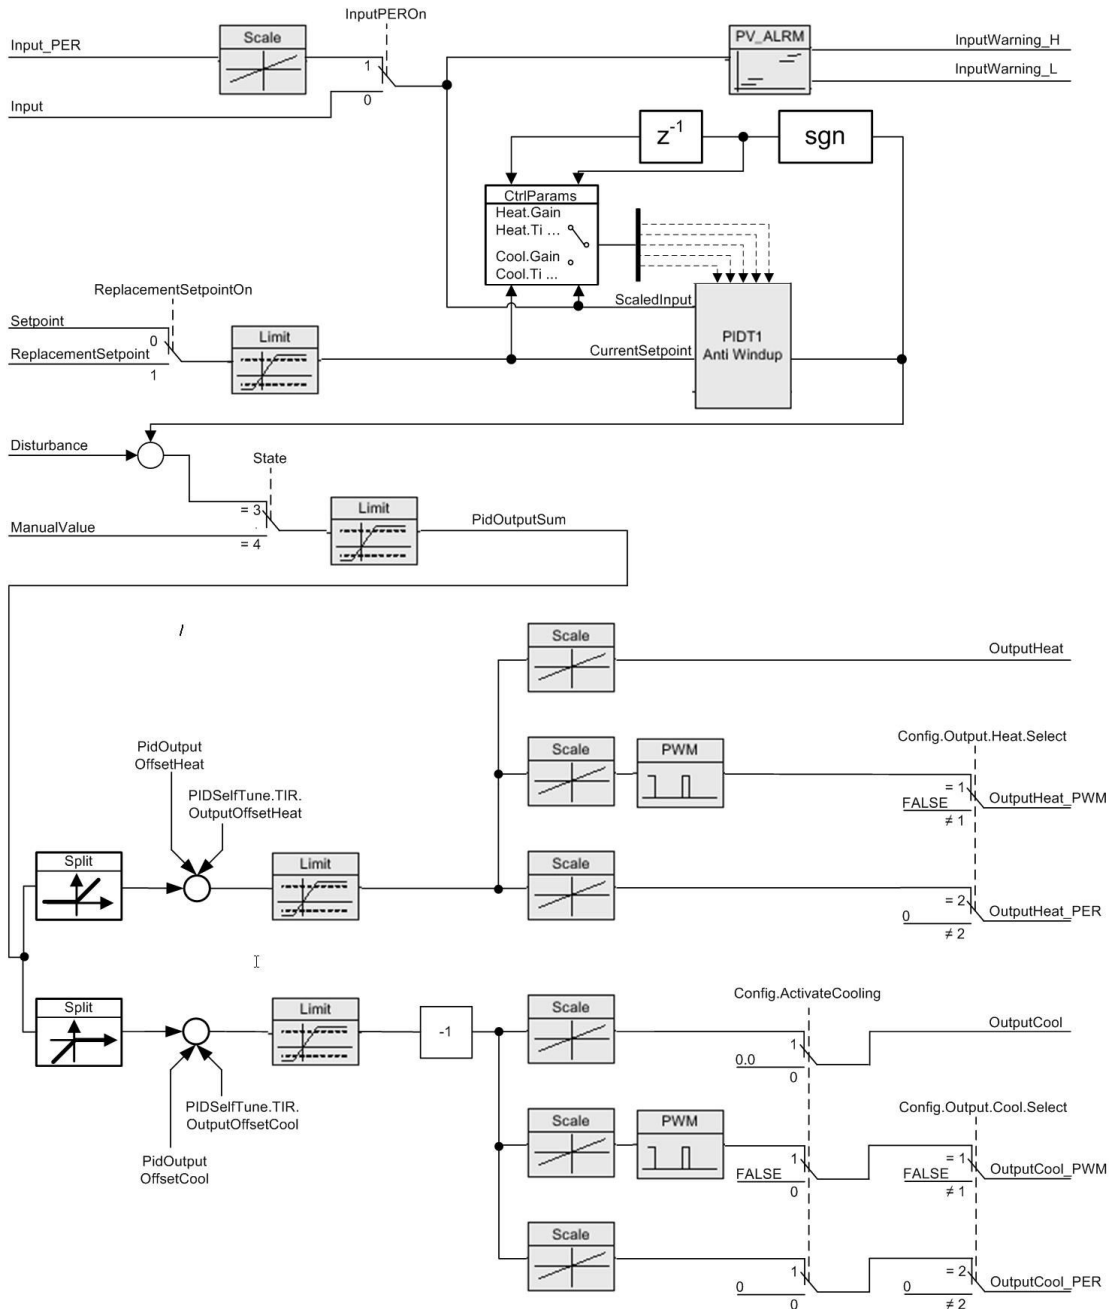 InputPEROn
Input_PER
Scale
PV_ALRM
InputWarning_H
1
InputWarning_L
Input
0
z-1
sgn
CtrlParams
Heat.Gain
Heat.Ti ...
Cool.Gain
Cool.Ti ...
ReplacementSetpointOn
ScaledInput
Setpoint
0
Limit
PIDT1
Anti Windup
ReplacementSetpoint
CurrentSetpoint
1
Disturbance
State
= 3
Limit
PidOutputSum
ManualValue
= 4
Scale
OutputHeat
Config.Output.Heat.Select
PidOutput
OffsetHeat
Scale
PWM
PIDSelfTune.TIR.
OutputOffsetHeat
= 1
FALSE
OutputHeat_PWM
≠ 1
Split
Limit
Scale
= 2
0
OutputHeat_PER
≠ 2
Config.ActivateCooling
Split
Limit
-1
Scale
OutputCool
1
0.0
0
PIDSelfTune.TIR.
OutputOffsetCool
Config.Output.Cool.Select
Scale
PWM
PidOutput
OffsetCool
1
FALSE
0
= 1
FALSE
≠ 1
OutputCool_PWM
Scale
1
0
0
= 2
0
≠ 2
OutputCool_PER